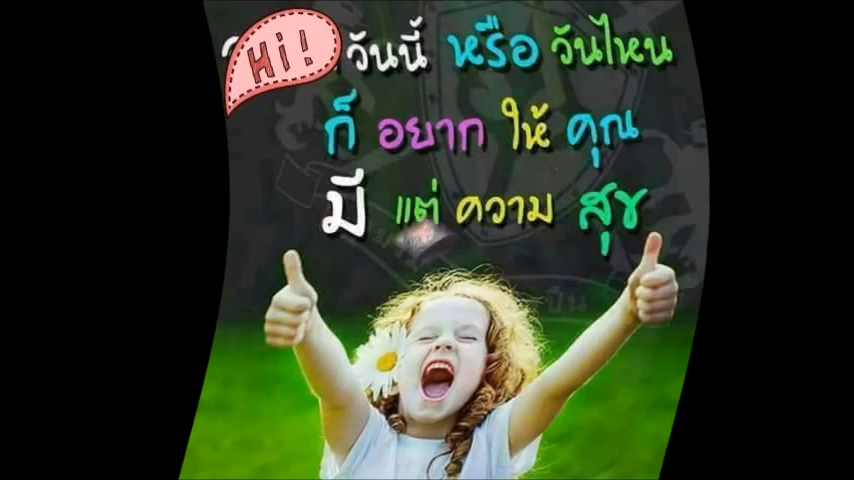 Hi! วันนี้ หรือ วันไหน
ก็ อยาก ให้ คุณ
มี แต่ ความ สุข